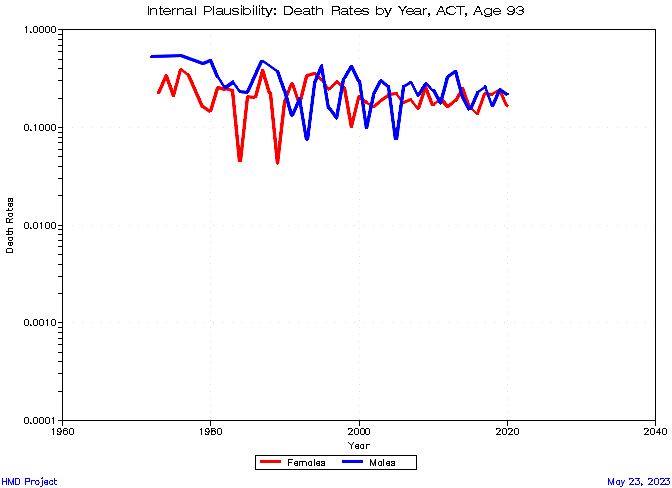 Internal Plausibility: Death Rates by Year, ACT, Age 93
1.0000
0.1000
0.0100
0.0010
0.0001
Death Rates
1960
1980
2000
2020
2040
Year
Females
Males
HMD Project
May 23, 2023